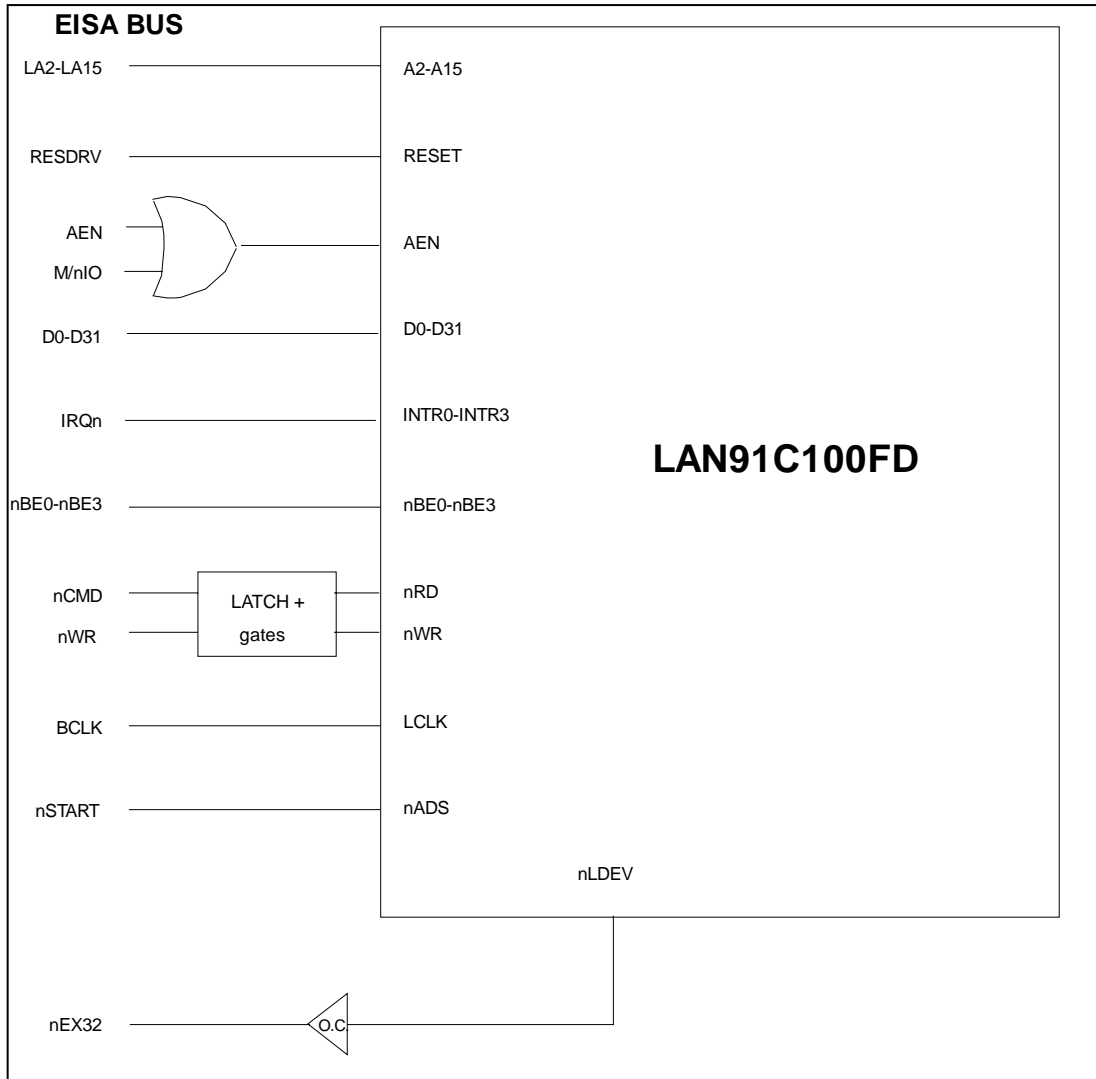 EISA BUS
LA2-LA15
A2-A15
RESDRV
RESET
AEN
M/nIO
AEN
D0-D31
D0-D31
IRQn
INTR0-INTR3
LAN91C100FD
nBE0-nBE3
nBE0-nBE3
nCMD
nWR
LATCH +
gates
nRD
nWR
BCLK
LCLK
nSTART
nADS
nLDEV
nEX32
O.C.